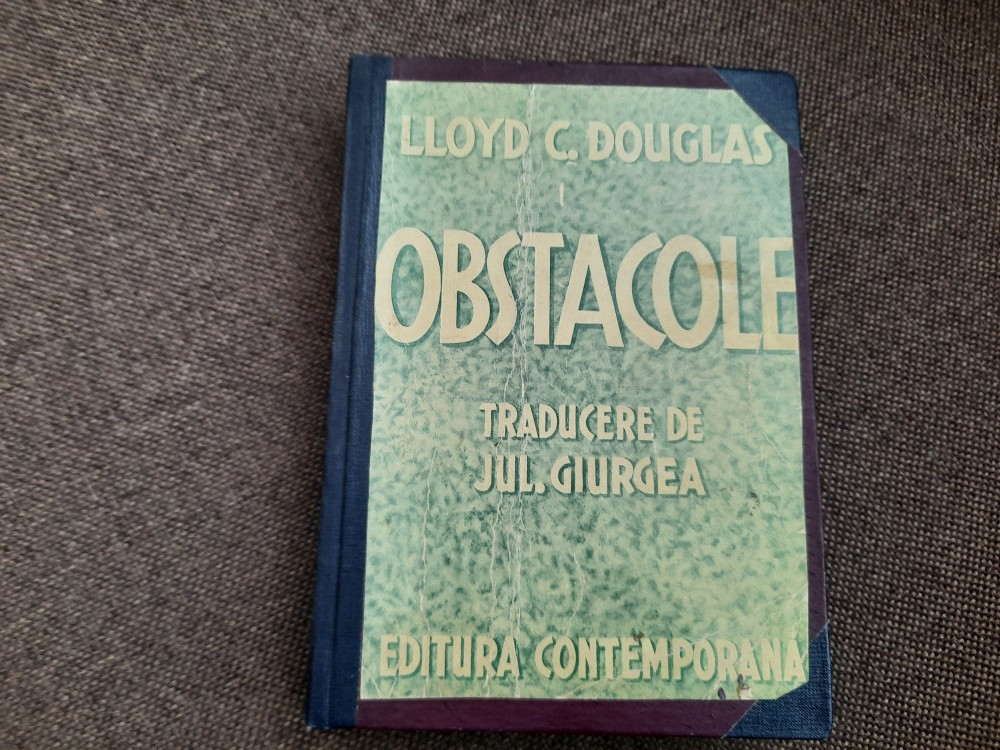 LLOYD C. DOUGLAS
OBSTACOLE
TRADUCERE DE
JUL. GIURGEA
EDITURA CONTEMPORANA